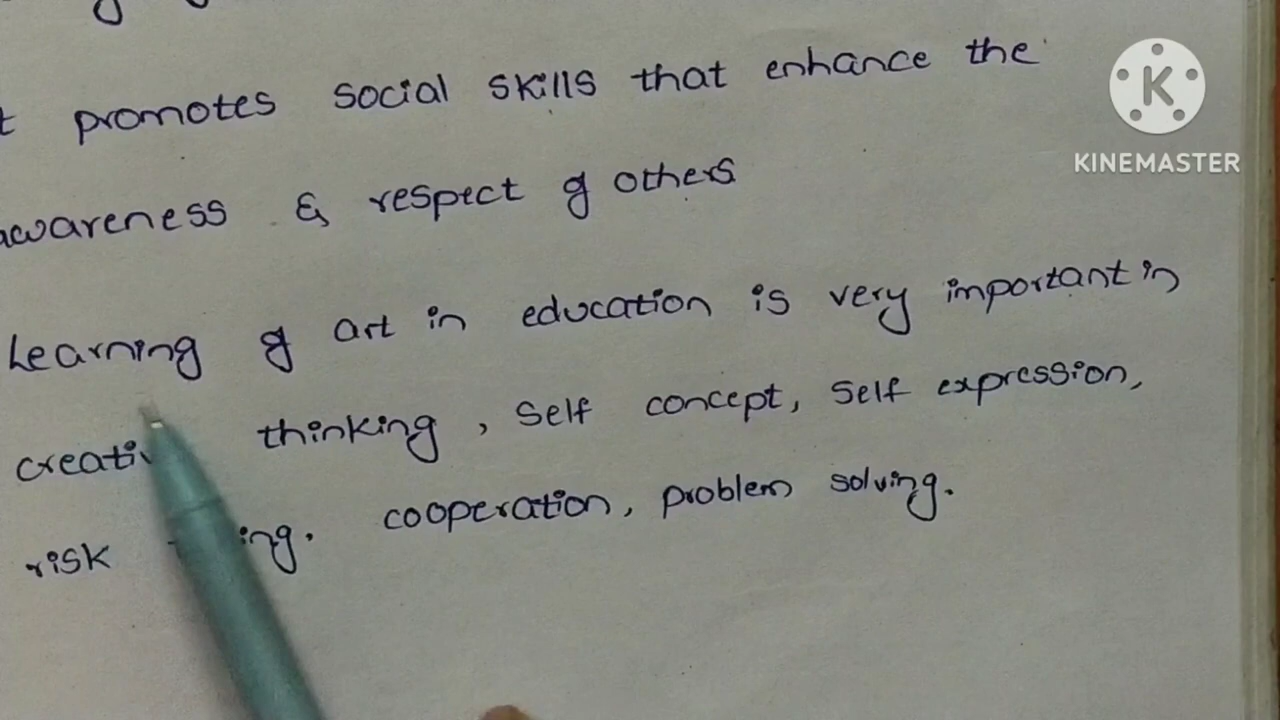 t promotes social skills that enhance the
awareness & respect of others
Learning of art in education is very important in
thinking, Self concept, Self expression,
risk cooperation, problem solving.
K
KINEMASTER